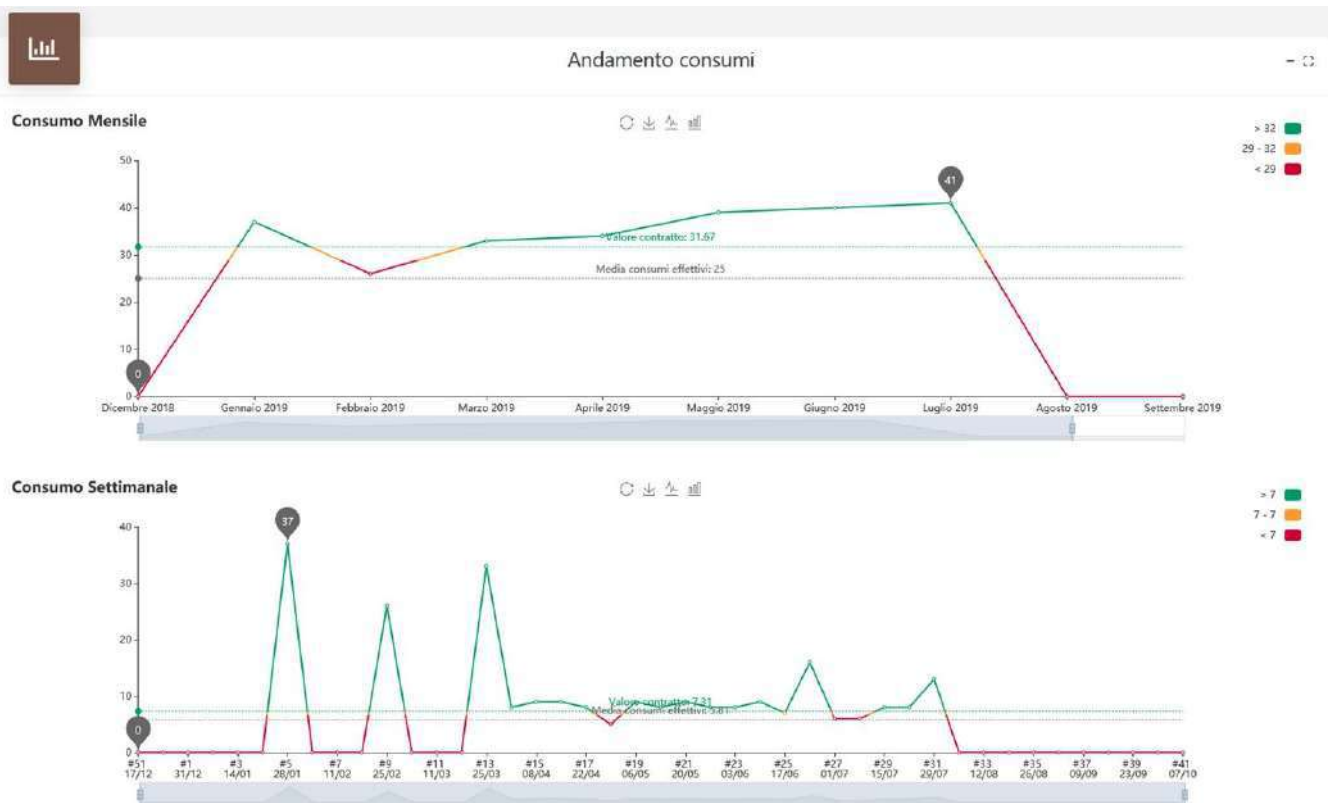 Andamento consumi
Consumo Mensile
> 32
29 - 32
< 29
50
40
30
20
10
0
41
0
Valore contratto: 31.67
Media consumi effettivi: 25
Dicembre 2018 Gennaio 2019 Febbraio 2019 Marzo 2019 Aprile 2019 Maggio 2019 Giugno 2019 Luglio 2019 Agosto 2019 Settembre 2019
Consumo Settimanale
> 7
7 - 7
< 7
40
30
20
10
0
37
0
Valore contratto: 7.31
Media consumi effettivi: 5.81
#51 #1 #3 #5 #7 #9 #11 #13 #15 #17 #19 #21 #23 #25 #27 #29 #31 #33 #35 #37 #39 #41
17/12 31/12 14/01 28/01 11/02 25/02 11/03 25/03 08/04 22/04 06/05 20/05 03/06 17/06 01/07 15/07 29/07 12/08 26/08 09/09 23/09 07/10